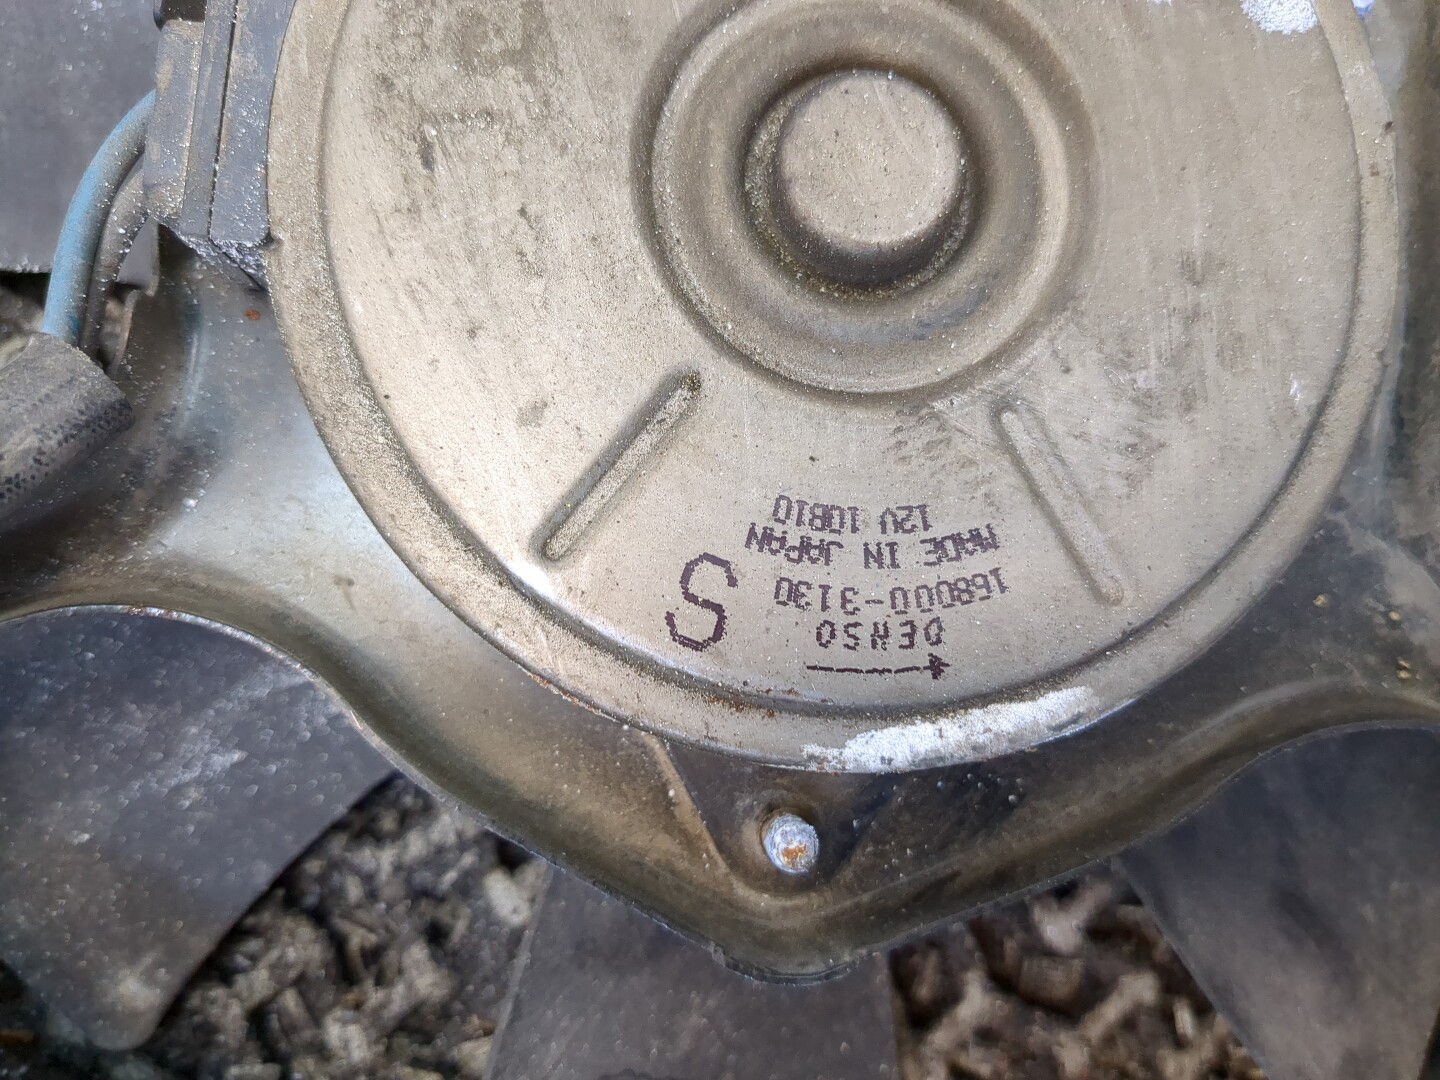 DENSO
168000-3130
MADE IN JAPAN
12V 10B10
S